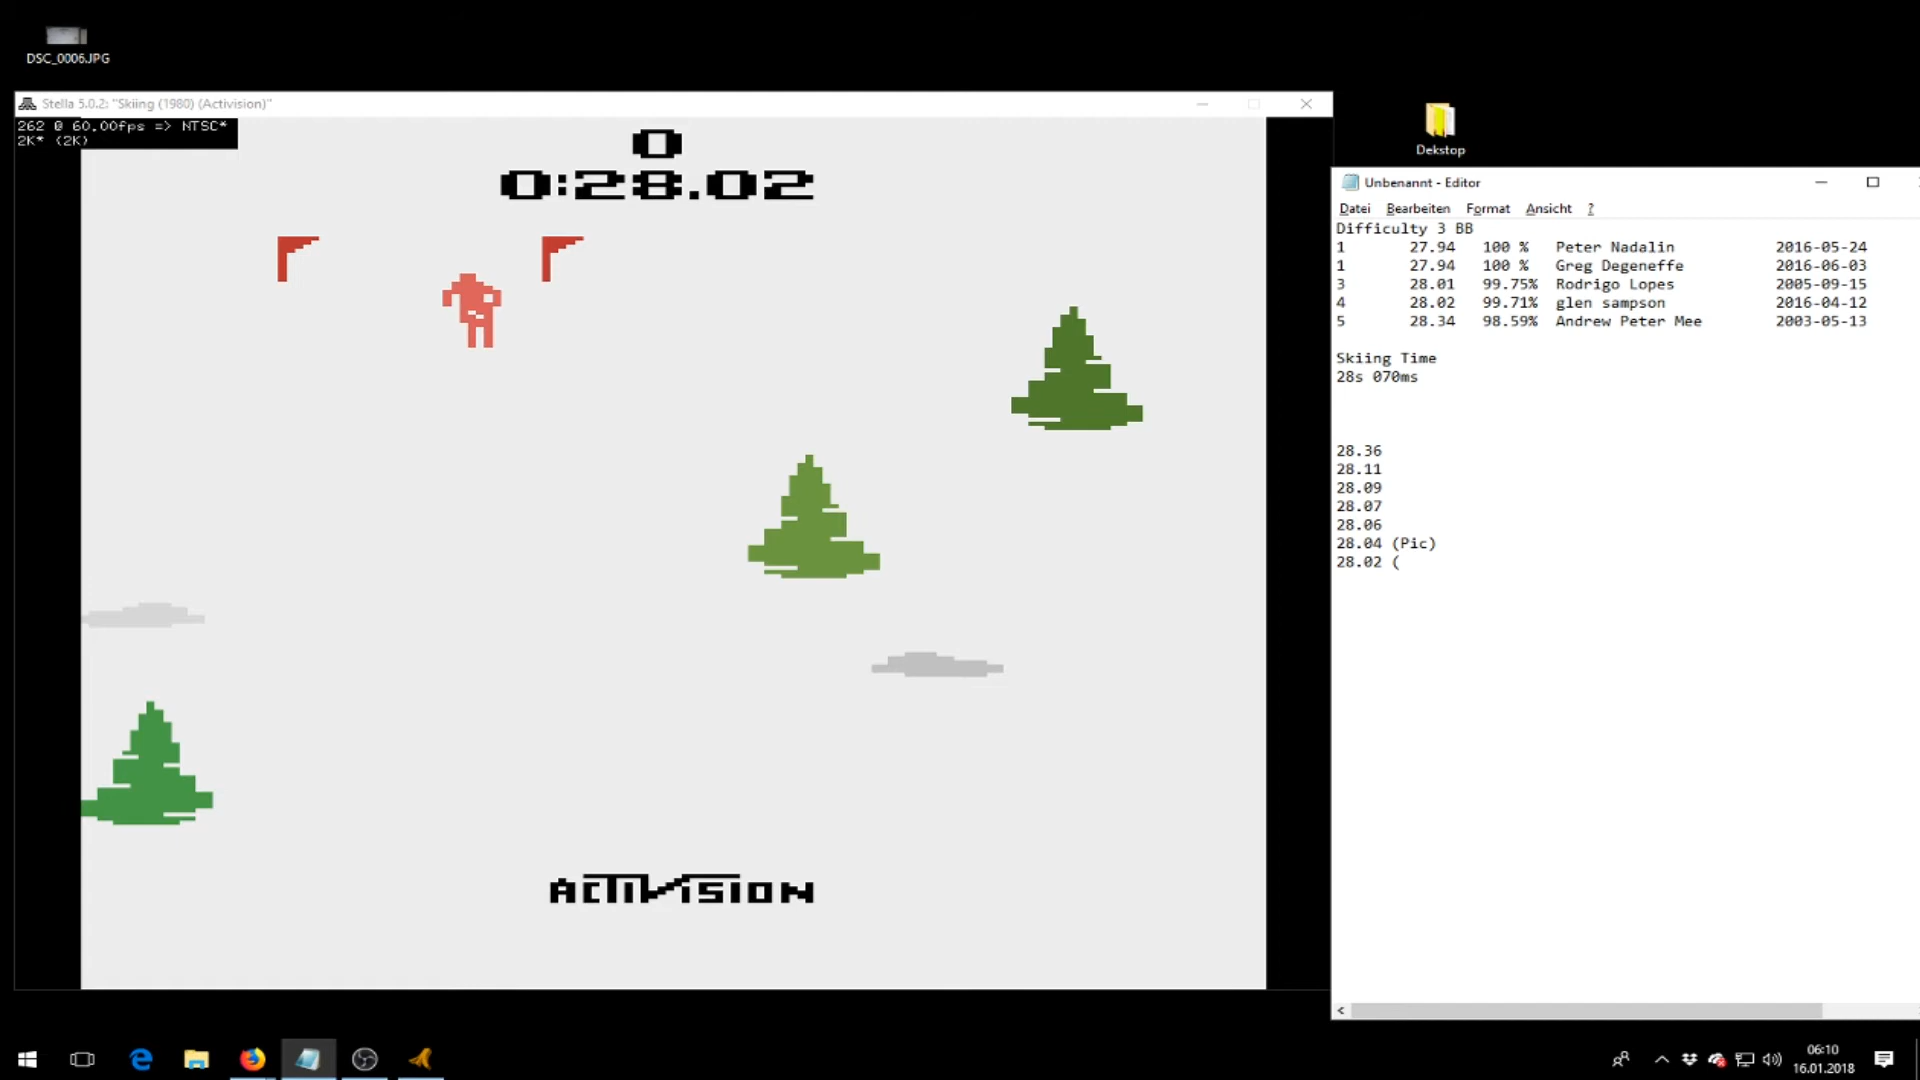 DSC_0006.JPG
Stella 5.0.2: "Skiing (1980) (Activision)"
262 @ 60.00fps => NTSC*
2K* (2K)
0
0:28.02
ACTIVISION
Dekstop
Unbenannt - Editor
Datei Bearbeiten Format Ansicht ?
Difficulty 3 BB
1 27.94 100 % Peter Nadalin 2016-05-24
1 27.94 100 % Greg Degeneffe 2016-06-03
3 28.01 99.75% Rodrigo Lopes 2005-09-15
4 28.02 99.71% glen sampson 2016-04-12
5 28.34 98.59% Andrew Peter Mee 2003-05-13
Skiing Time
28s 070ms
28.36
28.11
28.09
28.07
28.06
28.04 (Pic)
28.02 (
06:10
16.01.2018